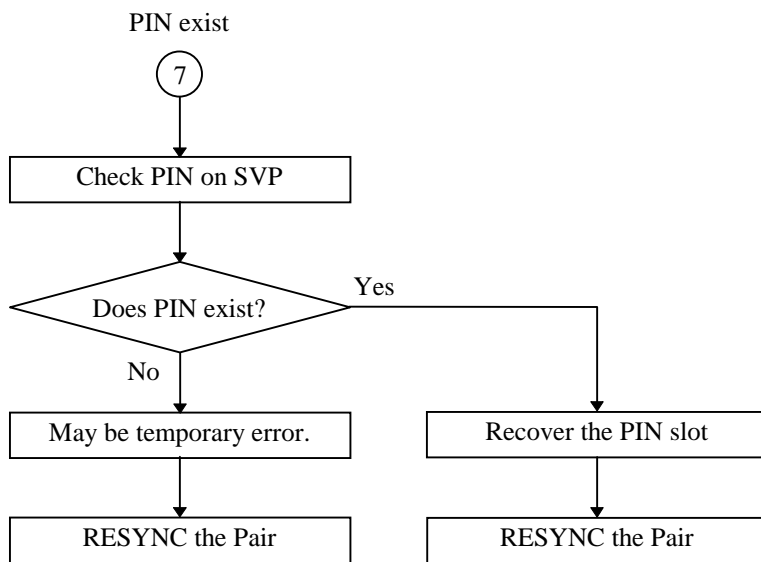 PIN exist
7
Check PIN on SVP
Does PIN exist?
Yes
No
May be temporary error.
Recover the PIN slot
RESYNC the Pair
RESYNC the Pair